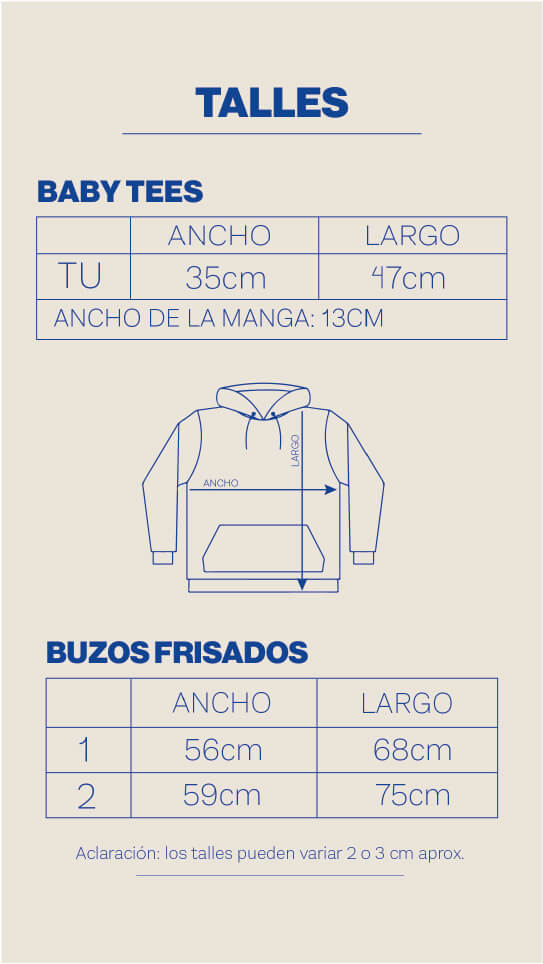 TALLES
BABY TEES
ANCHO LARGO
TU 35cm 47cm
ANCHO DE LA MANGA: 13CM
LARGO
ANCHO
BUZOS FRISADOS
ANCHO LARGO
1 56cm 68cm
2 59cm 75cm
Aclaración: los talles pueden variar 2 o 3 cm aprox.